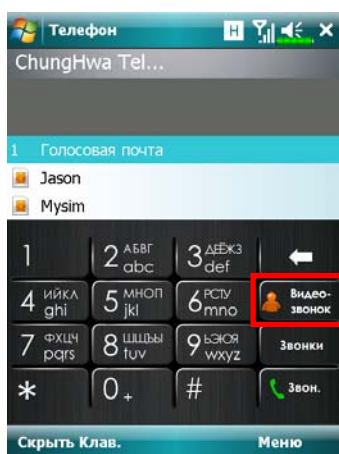 Телефон H
ChungHwa Tel...
1 Голосовая почта
Jason
Mysim
1 2 АБВГ abc 3 ДЕЁЖЗ def
4 ИЙКЛ ghi 5 МНОП jkl 6 РСТУ mno Видео-
звонок
7 ФХЦЧ pqrs 8 ШЩЪЫ tuv 9 ЬЭЮЯ wxyz Звонки
* 0 + # Звон.
Скрыть Клав. Меню